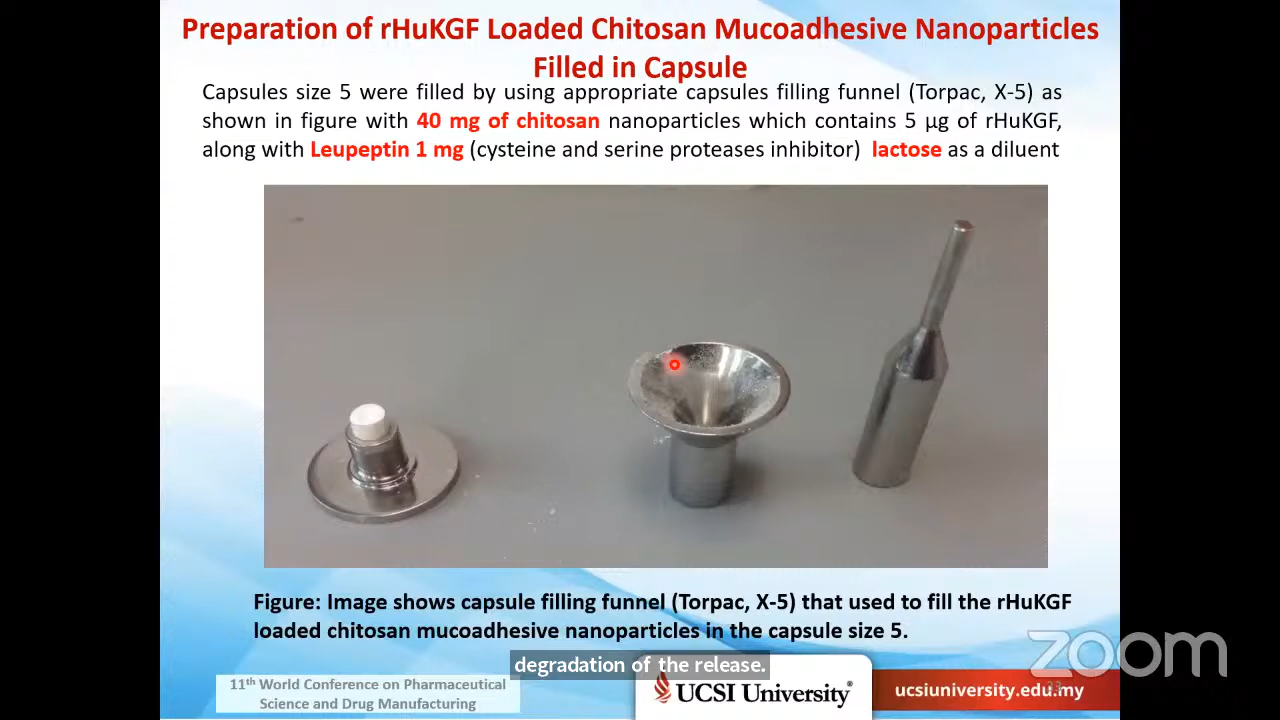 Preparation of rHuKGF Loaded Chitosan Mucoadhesive Nanoparticles
Filled in Capsule
Capsules size 5 were filled by using appropriate capsules filling funnel (Torpac, X-5) as
shown in figure with 40 mg of chitosan nanoparticles which contains 5 µg of rHuKGF,
along with Leupeptin 1 mg (cysteine and serine proteases inhibitor) lactose as a diluent
Figure: Image shows capsule filling funnel (Torpac, X-5) that used to fill the rHuKGF
loaded chitosan mucoadhesive nanoparticles in the capsule size 5.
zoom
degradation of the release.
11th World Conference on Pharmaceutical
Science and Drug Manufacturing
UCSI University®
ucsiuniversity.edu.my